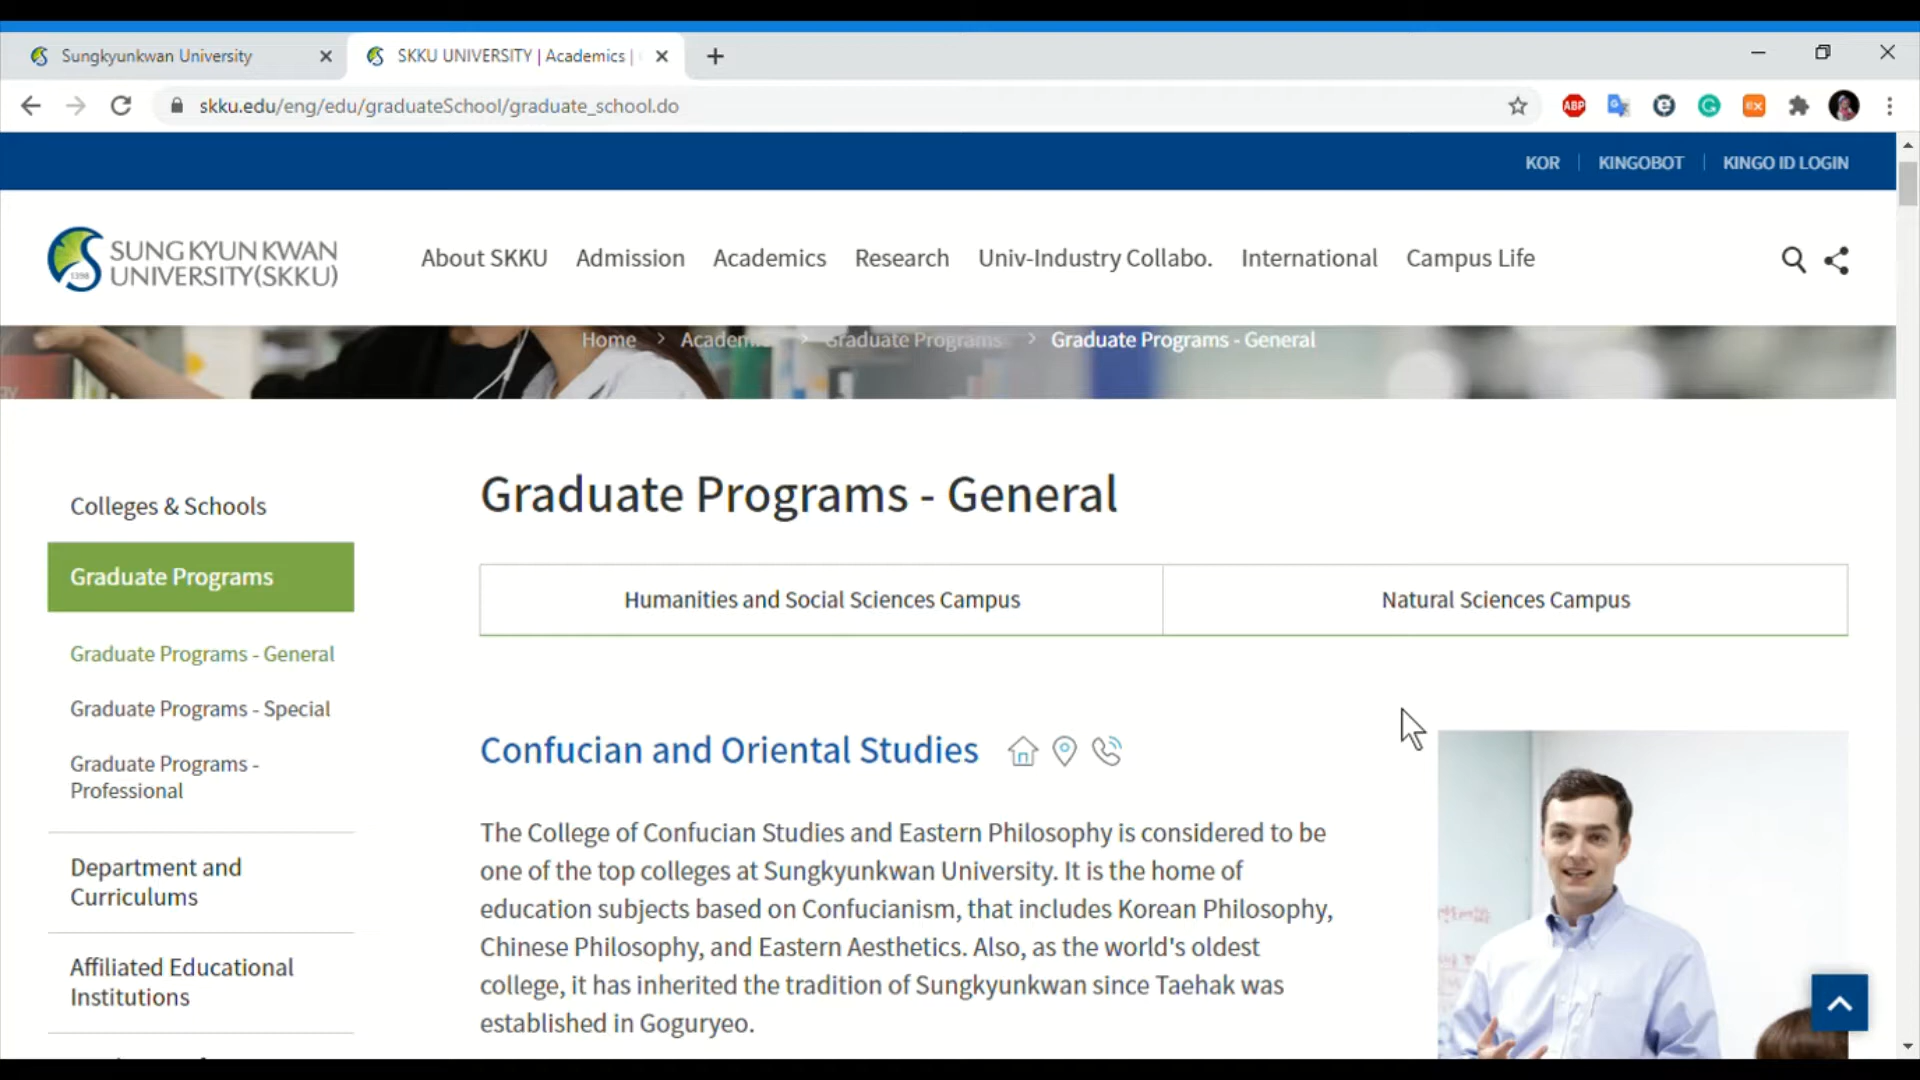 Sungkyunkwan University
SKKU UNIVERSITY | Academics |
skku.edu/eng/edu/graduateSchool/graduate_school.do
ABP
EX
KOR
KINGOBOT
KINGO ID LOGIN
1398
SUNG KYUN KWAN
UNIVERSITY(SKKU)
About SKKU
Admission
Academics
Research
Univ-Industry Collabo.
International
Campus Life
Home > Academ > Graduate Programs > Graduate Programs - General
Graduate Programs - General
Colleges & Schools
Graduate Programs
Graduate Programs - General
Graduate Programs - Special
Graduate Programs -
Professional
Department and
Curriculums
Affiliated Educational
Institutions
Humanities and Social Sciences Campus
Natural Sciences Campus
Confucian and Oriental Studies
The College of Confucian Studies and Eastern Philosophy is considered to be
one of the top colleges at Sungkyunkwan University. It is the home of
education subjects based on Confucianism, that includes Korean Philosophy,
Chinese Philosophy, and Eastern Aesthetics. Also, as the world's oldest
college, it has inherited the tradition of Sungkyunkwan since Taehak was
established in Goguryeo.